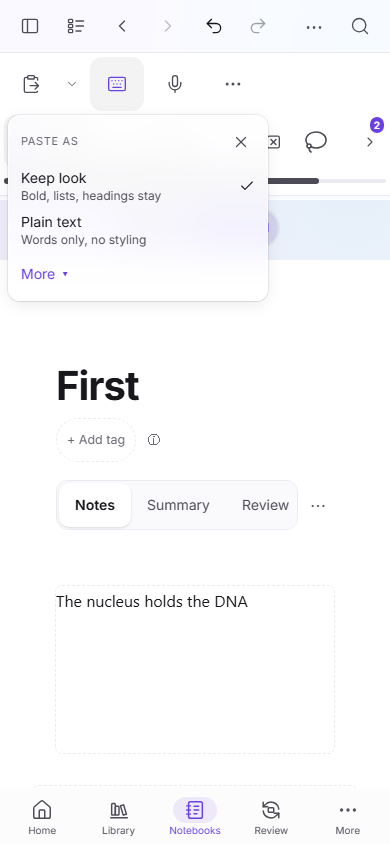 2
PASTE AS
Keep look
Bold, lists, headings stay
Plain text
Words only, no styling
More
First
+ Add tag
Notes Summary Review
The nucleus holds the DNA
Home Library Notebooks Review More